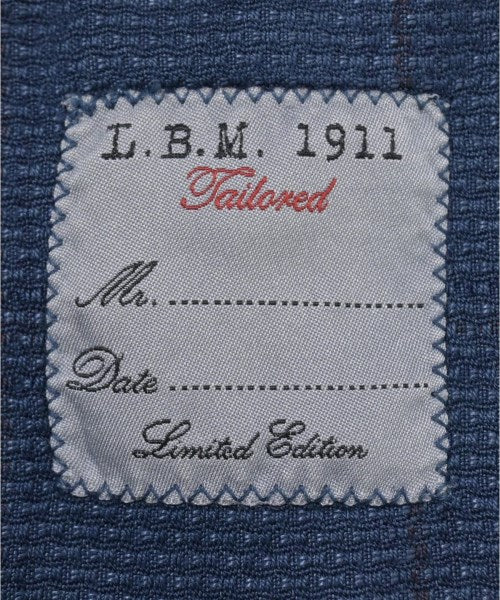 L.B.M. 1911
Tailored
Mr. ................................
Date ................................
Limited Edition